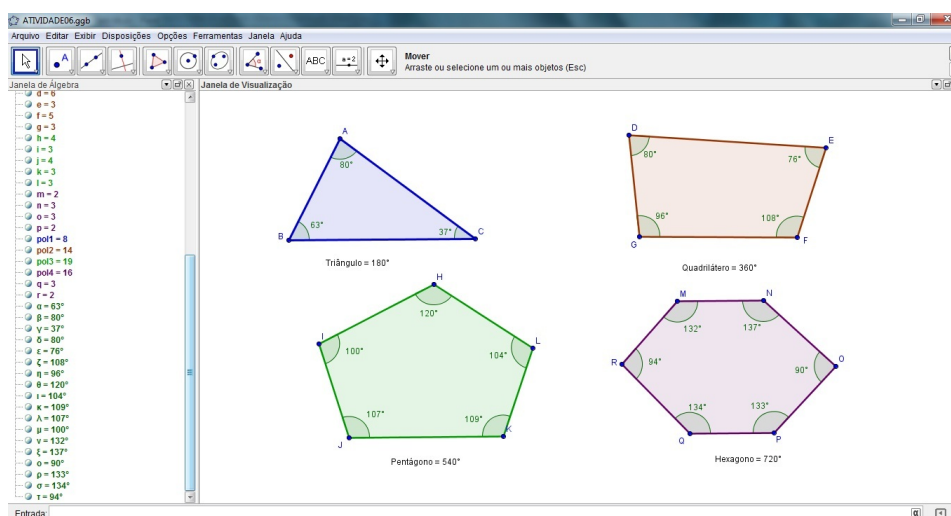 ATIVIDADE06.ggb
Arquivo Editar Exibir Disposições Opções Ferramentas Janela Ajuda
A
ABC
a=2
Mover
Arraste ou selecione um ou mais objetos (Esc)
Janela de Álgebra
Janela de Visualização
d = 6
e = 3
f = 5
g = 3
h = 4
i = 3
j = 4
k = 3
l = 3
m = 2
n = 3
o = 3
p = 2
pol1 = 8
pol2 = 14
pol3 = 19
pol4 = 16
q = 3
r = 2
α = 63°
β = 80°
γ = 37°
δ = 80°
ε = 76°
ζ = 108°
η = 96°
θ = 120°
ι = 104°
κ = 109°
λ = 107°
μ = 100°
ν = 132°
ξ = 137°
ο = 90°
ρ = 133°
σ = 134°
τ = 94°
A
80°
B
63°
37°
C
Triângulo = 180°
D
E
80°
76°
96°
108°
G
F
Quadrilátero = 360°
H
120°
I
100°
104°
L
107°
109°
J
K
Pentágono = 540°
M
N
132°
137°
R
94°
90°
O
134°
133°
Q
P
Hexagono = 720°
Entrada:
α